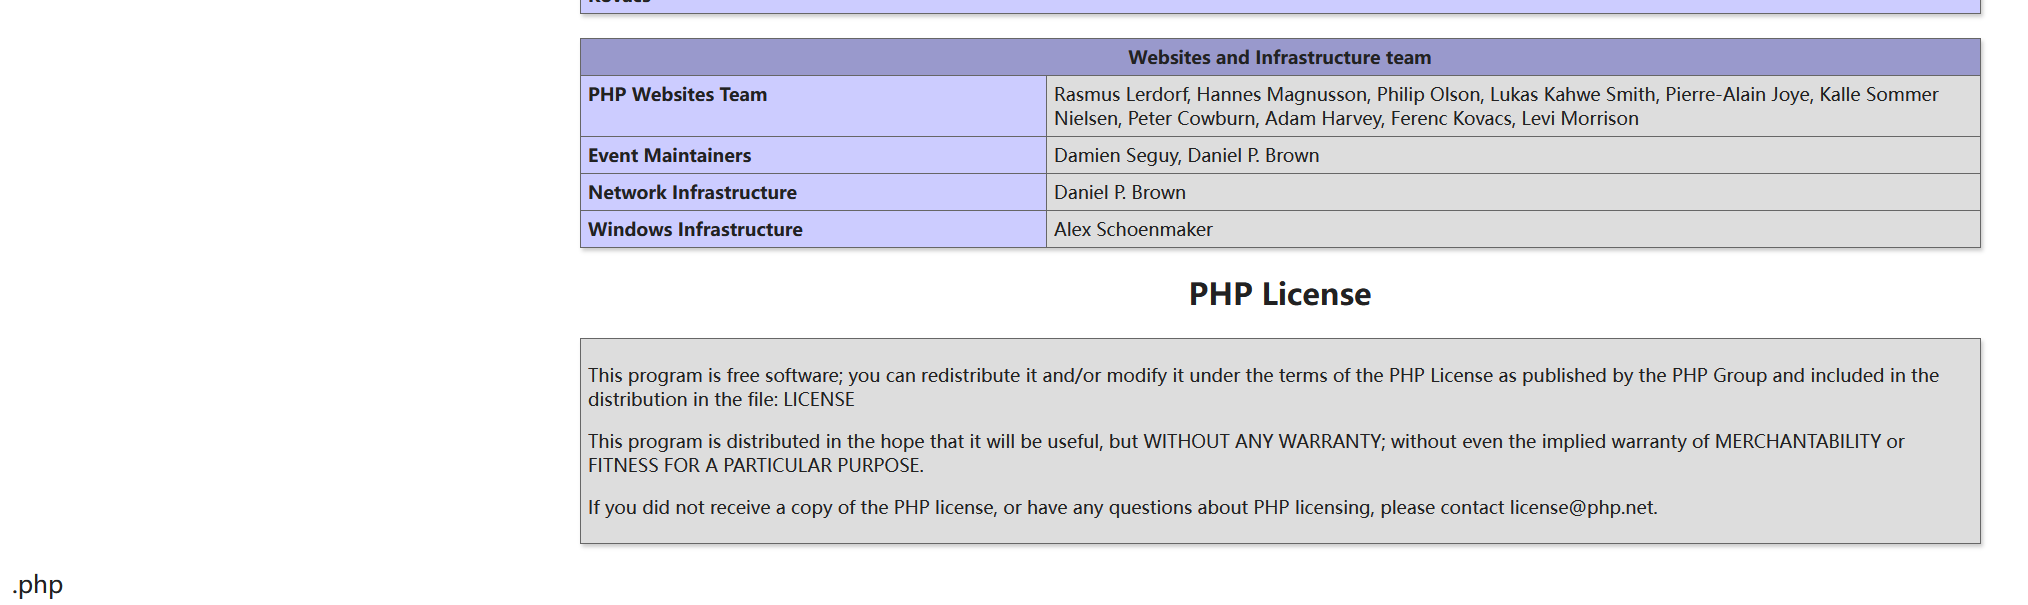 Websites and Infrastructure team
PHP Websites Team
Rasmus Lerdorf, Hannes Magnusson, Philip Olson, Lukas Kahwe Smith, Pierre-Alain Joye, Kalle Sommer
Nielsen, Peter Cowburn, Adam Harvey, Ferenc Kovacs, Levi Morrison
Event Maintainers
Damien Seguy, Daniel P. Brown
Network Infrastructure
Daniel P. Brown
Windows Infrastructure
Alex Schoenmaker
PHP License
This program is free software; you can redistribute it and/or modify it under the terms of the PHP License as published by the PHP Group and included in the
distribution in the file: LICENSE
This program is distributed in the hope that it will be useful, but WITHOUT ANY WARRANTY; without even the implied warranty of MERCHANTABILITY or
FITNESS FOR A PARTICULAR PURPOSE.
If you did not receive a copy of the PHP license, or have any questions about PHP licensing, please contact license@php.net.
.php